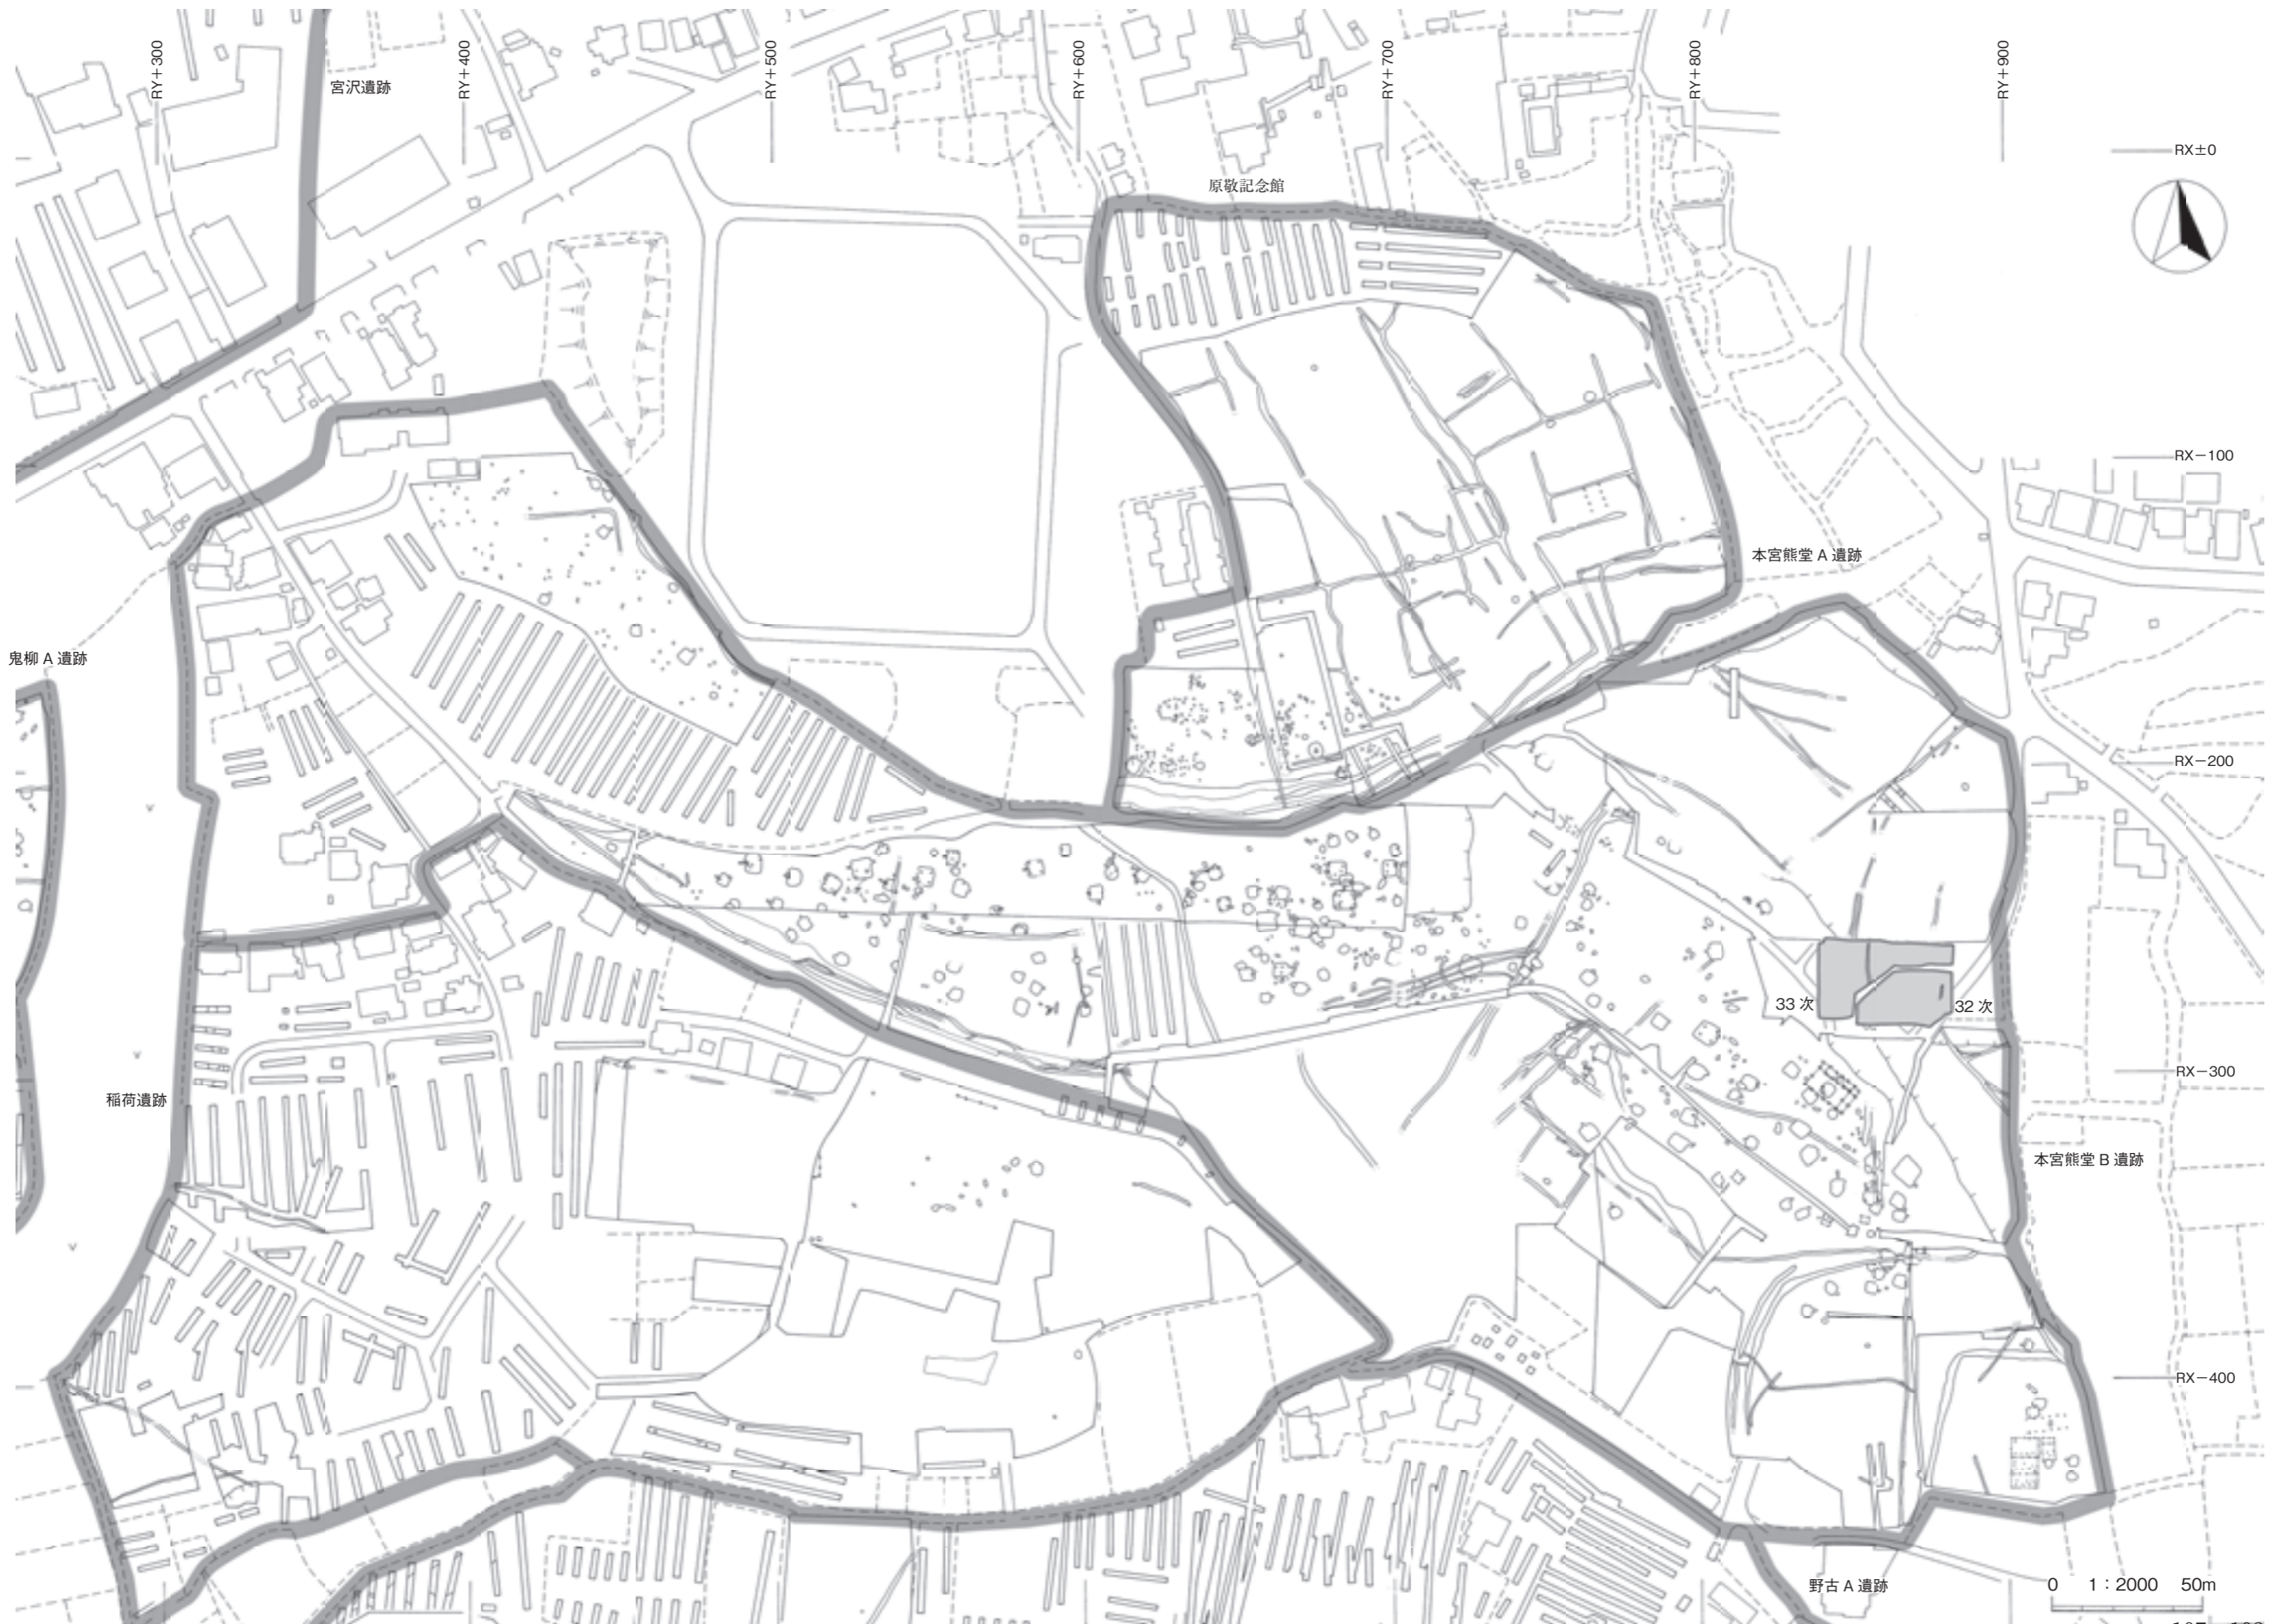 RY+300
RY+400
RY+500
RY+600
RY+700
RY+800
RY+900
宮沢遺跡
RX±0
原敬記念館
RX-100
本宮熊堂 A 遺跡
鬼柳 A 遺跡
RX-200
33 次
32 次
RX-300
稲荷遺跡
本宮熊堂 B 遺跡
RX-400
野古 A 遺跡
0 1:2000 50m